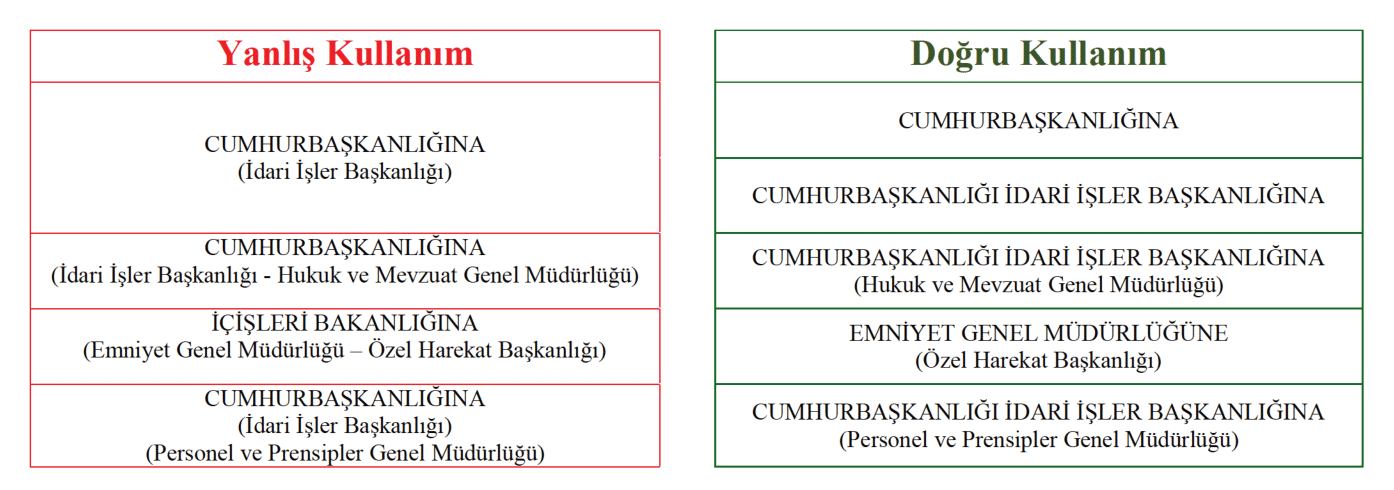 Yanlış Kullanım
CUMHURBAŞKANLIĞINA
(İdari İşler Başkanlığı)
CUMHURBAŞKANLIĞINA
(İdari İşler Başkanlığı - Hukuk ve Mevzuat Genel Müdürlüğü)
İÇİŞLERİ BAKANLIĞINA
(Emniyet Genel Müdürlüğü – Özel Harekat Başkanlığı)
CUMHURBAŞKANLIĞINA
(İdari İşler Başkanlığı)
(Personel ve Prensipler Genel Müdürlüğü)
Doğru Kullanım
CUMHURBAŞKANLIĞINA
CUMHURBAŞKANLIĞI İDARİ İŞLER BAŞKANLIĞINA
CUMHURBAŞKANLIĞI İDARİ İŞLER BAŞKANLIĞINA
(Hukuk ve Mevzuat Genel Müdürlüğü)
EMNİYET GENEL MÜDÜRLÜĞÜNE
(Özel Harekat Başkanlığı)
CUMHURBAŞKANLIĞI İDARİ İŞLER BAŞKANLIĞINA
(Personel ve Prensipler Genel Müdürlüğü)